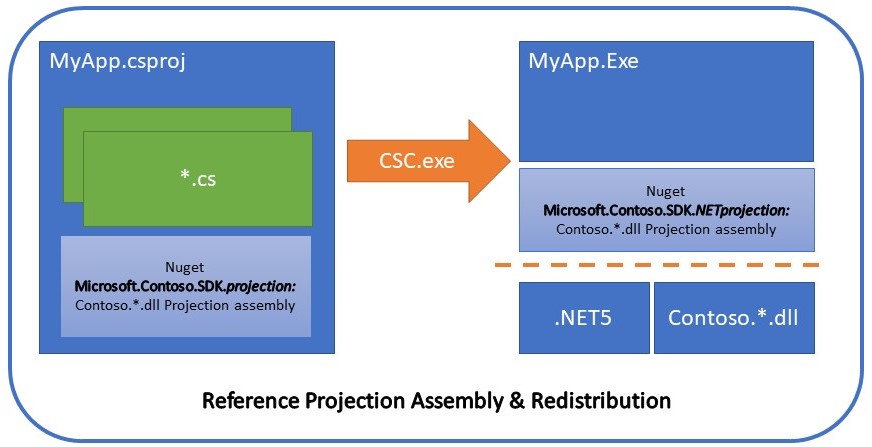 MyApp.csproj
*.cs
Nuget
Microsoft.Contoso.SDK.projection:
Contoso.*.dll Projection assembly
CSC.exe
MyApp.Exe
Nuget
Microsoft.Contoso.SDK.NETprojection:
Contoso.*.dll Projection assembly
.NET5
Contoso.*.dll
Reference Projection Assembly & Redistribution